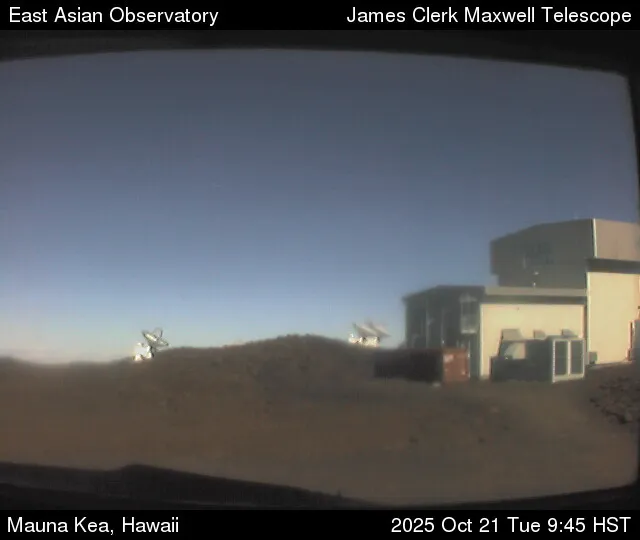 East Asian Observatory
James Clerk Maxwell Telescope
Mauna Kea, Hawaii
2025 Oct 21 Tue 9:45 HST